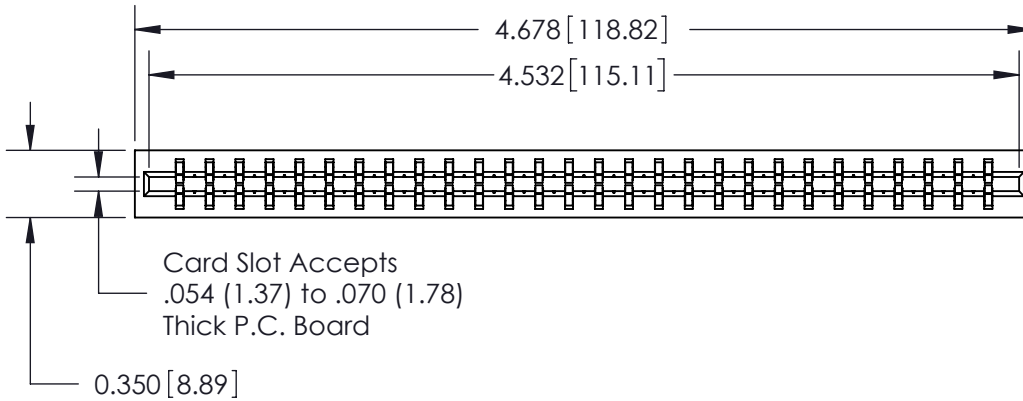 4.678 [118.82]
4.532 [115.11]
Card Slot Accepts
.054 (1.37) to .070 (1.78)
Thick P.C. Board
0.350 [8.89]